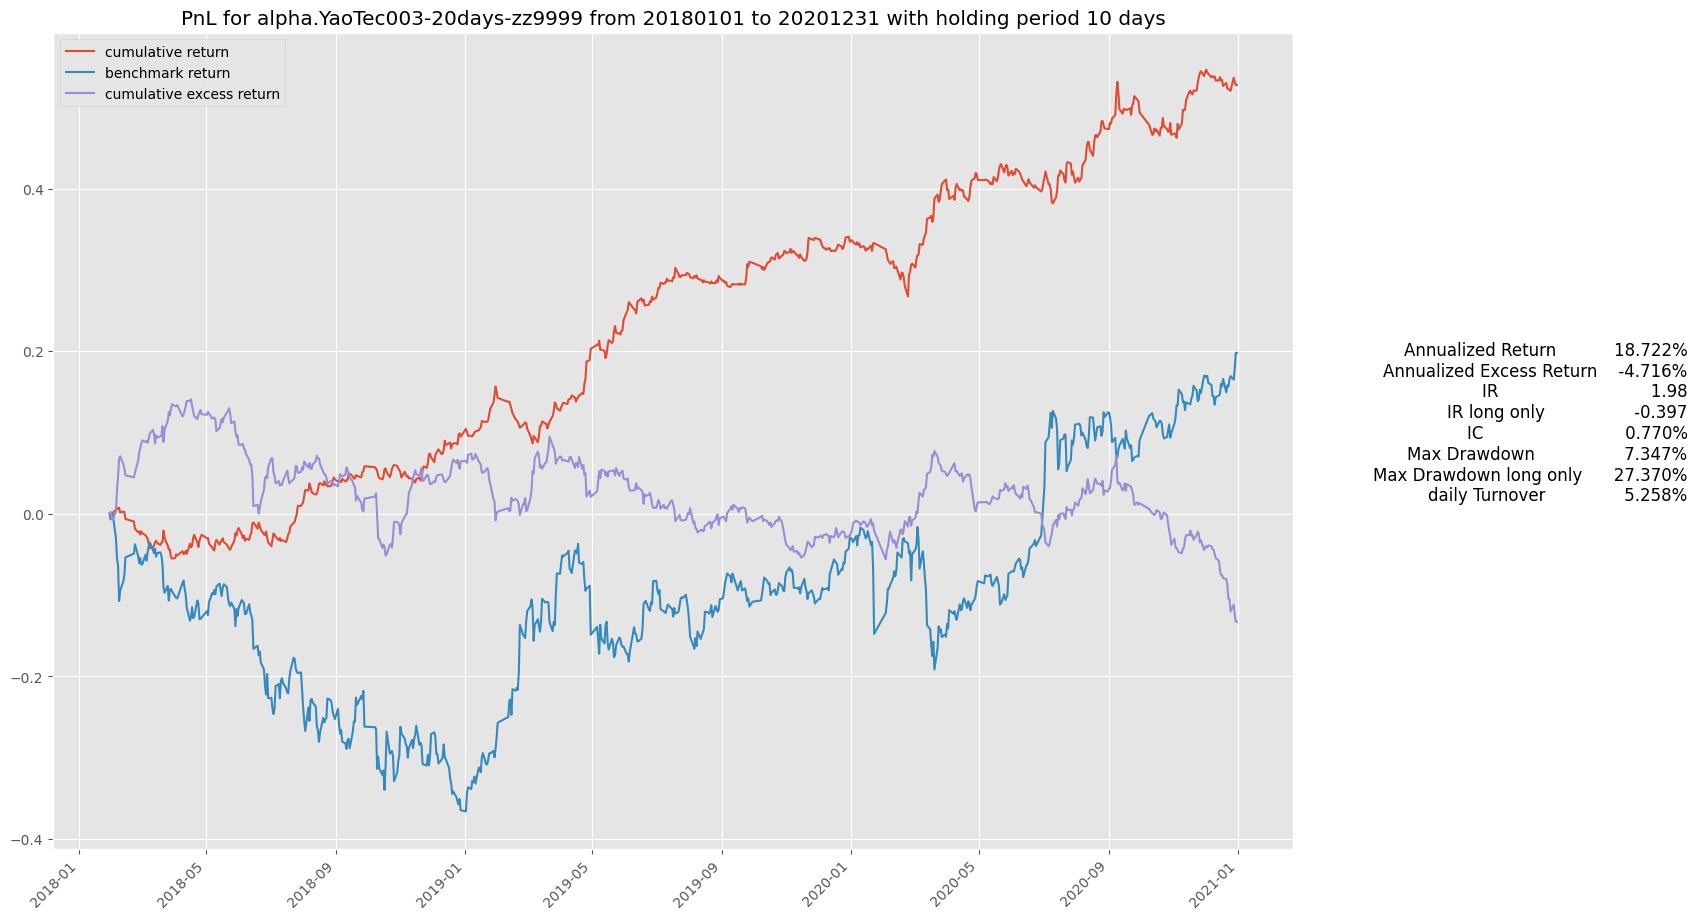 PnL for alpha.YaoTec003-20days-zz9999 from 20180101 to 20201231 with holding period 10 days
cumulative return
benchmark return
cumulative excess return
0.4
0.2
0.0
−0.2
−0.4
2018-01
2018-05
2018-09
2019-01
2019-05
2019-09
2020-01
2020-05
2020-09
2021-01
Annualized Return 18.722%
Annualized Excess Return -4.716%
IR 1.98
IR long only -0.397
IC 0.770%
Max Drawdown 7.347%
Max Drawdown long only 27.370%
daily Turnover 5.258%